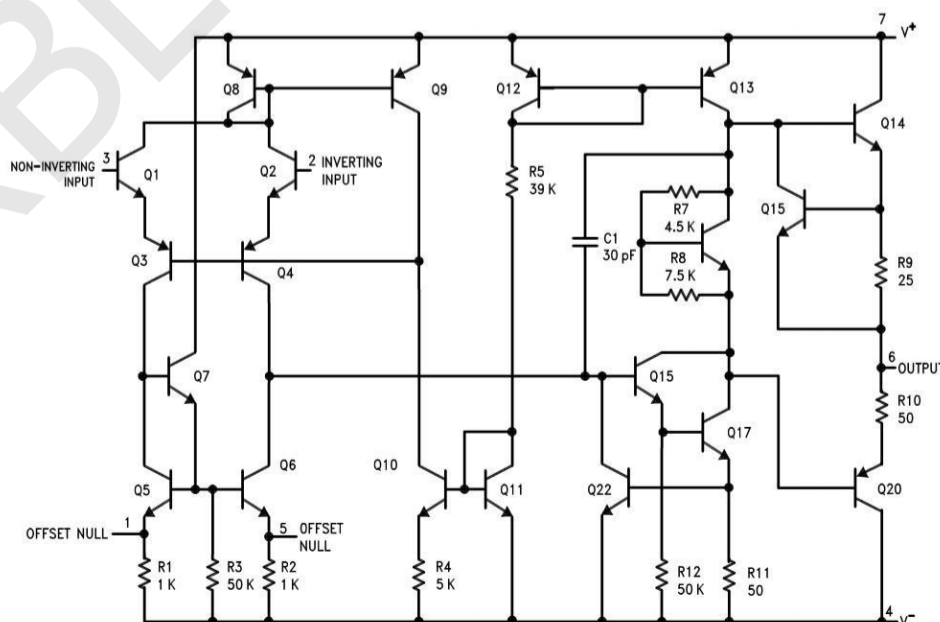 7 V+
Q8
Q9
Q12
Q13
Q14
NON-INVERTING
INPUT
3
Q1
Q2
2 INVERTING
INPUT
R5
39 K
R7
4.5 K
Q15
Q3
Q4
C1
30 pF
R8
7.5 K
R9
25
Q7
Q15
6
OUTPUT
R10
50
Q17
Q5
Q6
Q10
Q11
Q22
Q20
OFFSET NULL
1
5 OFFSET
NULL
R1
1 K
R3
50 K
R2
1 K
R4
5 K
R12
50 K
R11
50
4 V-